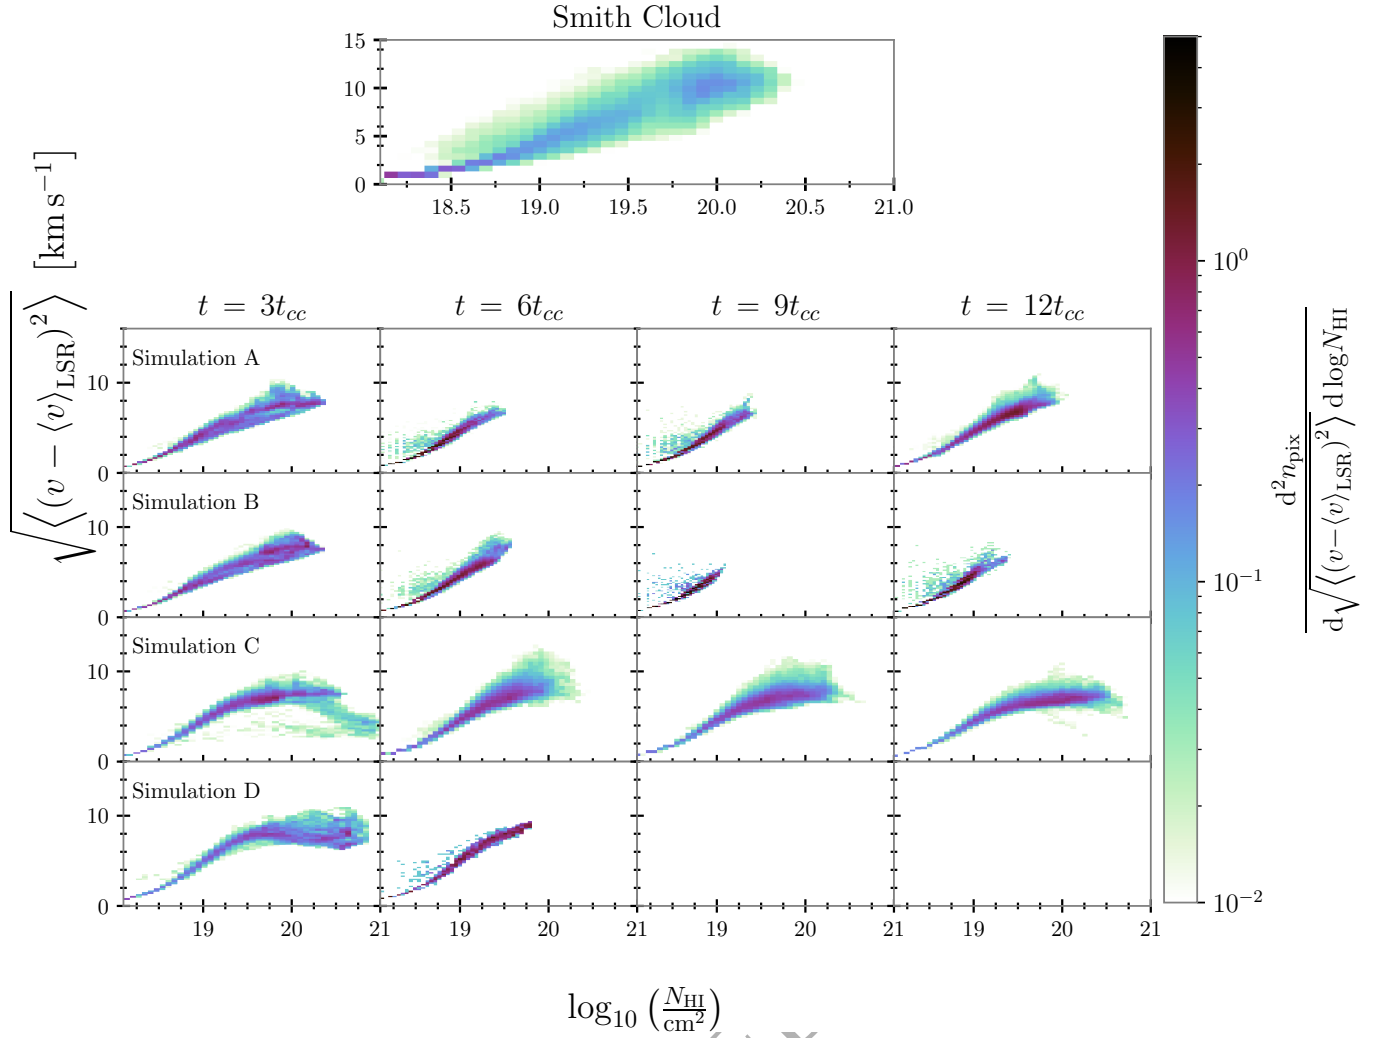 Smith Cloud
15
10
5
0
18.5 19.0 19.5 20.0 20.5 21.0
√⟨(v − ⟨v⟩LSR)²⟩ [km s⁻¹]
t = 3tcc t = 6tcc t = 9tcc t = 12tcc
Simulation A
10
0
Simulation B
10
0
Simulation C
10
0
Simulation D
10
0
19 20 21 19 20 21 19 20 21 19 20 21
log₁₀ (NHI/cm²)
10⁰
10⁻¹
10⁻²
d²npix
d√⟨(v−⟨v⟩LSR)²⟩ d log NHI